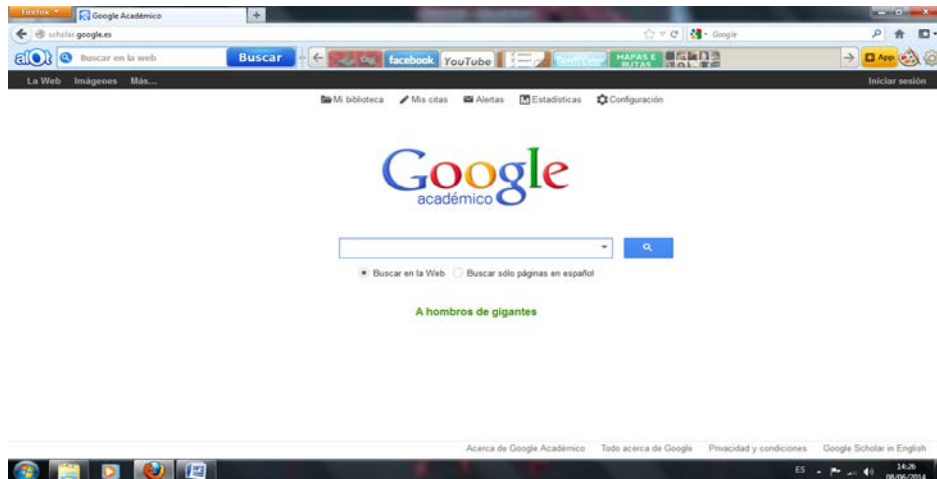 Firefox
Google Académico
scholar.google.es
Google
alot
Buscar en la web
Buscar
facebook
YouTube
MAPAS E RUTAS
App
La Web Imágenes Más...
Iniciar sesión
Mi biblioteca Mis citas Alertas Estadísticas Configuración
Google
académico
Buscar en la Web Buscar sólo páginas en español
A hombros de gigantes
Acerca de Google Académico Todo acerca de Google Privacidad y condiciones Google Scholar in English
ES
14:26
08/06/2014